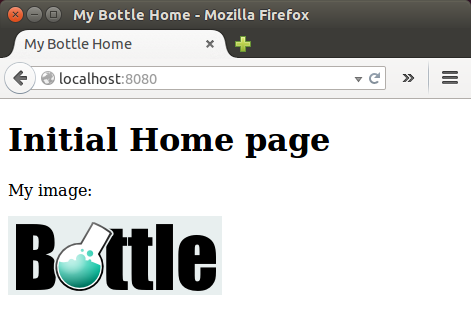 My Bottle Home - Mozilla Firefox
My Bottle Home
localhost:8080
Initial Home page
My image:
Bottle